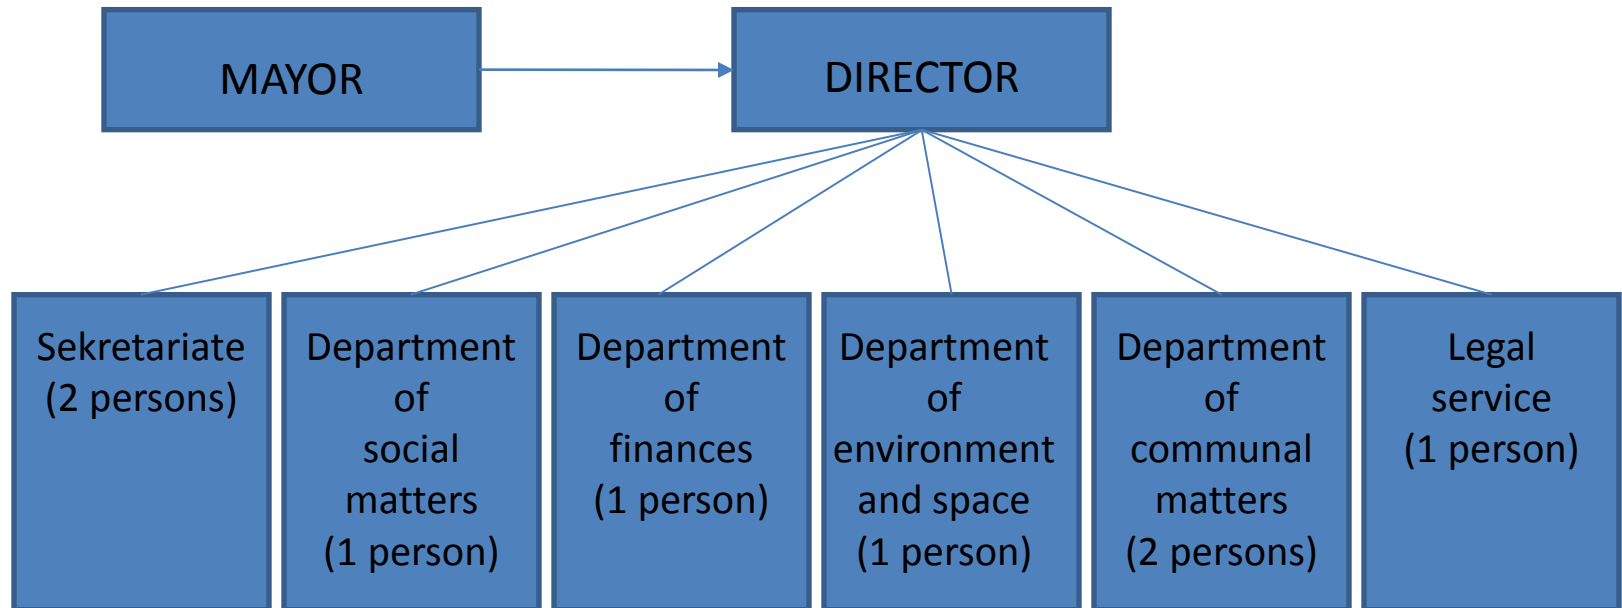 MAYOR
DIRECTOR
Sekretariate
(2 persons)
Department
of
social
matters
(1 person)
Department
of
finances
(1 person)
Department
of
environment
and space
(1 person)
Department
of
communal
matters
(2 persons)
Legal
service
(1 person)